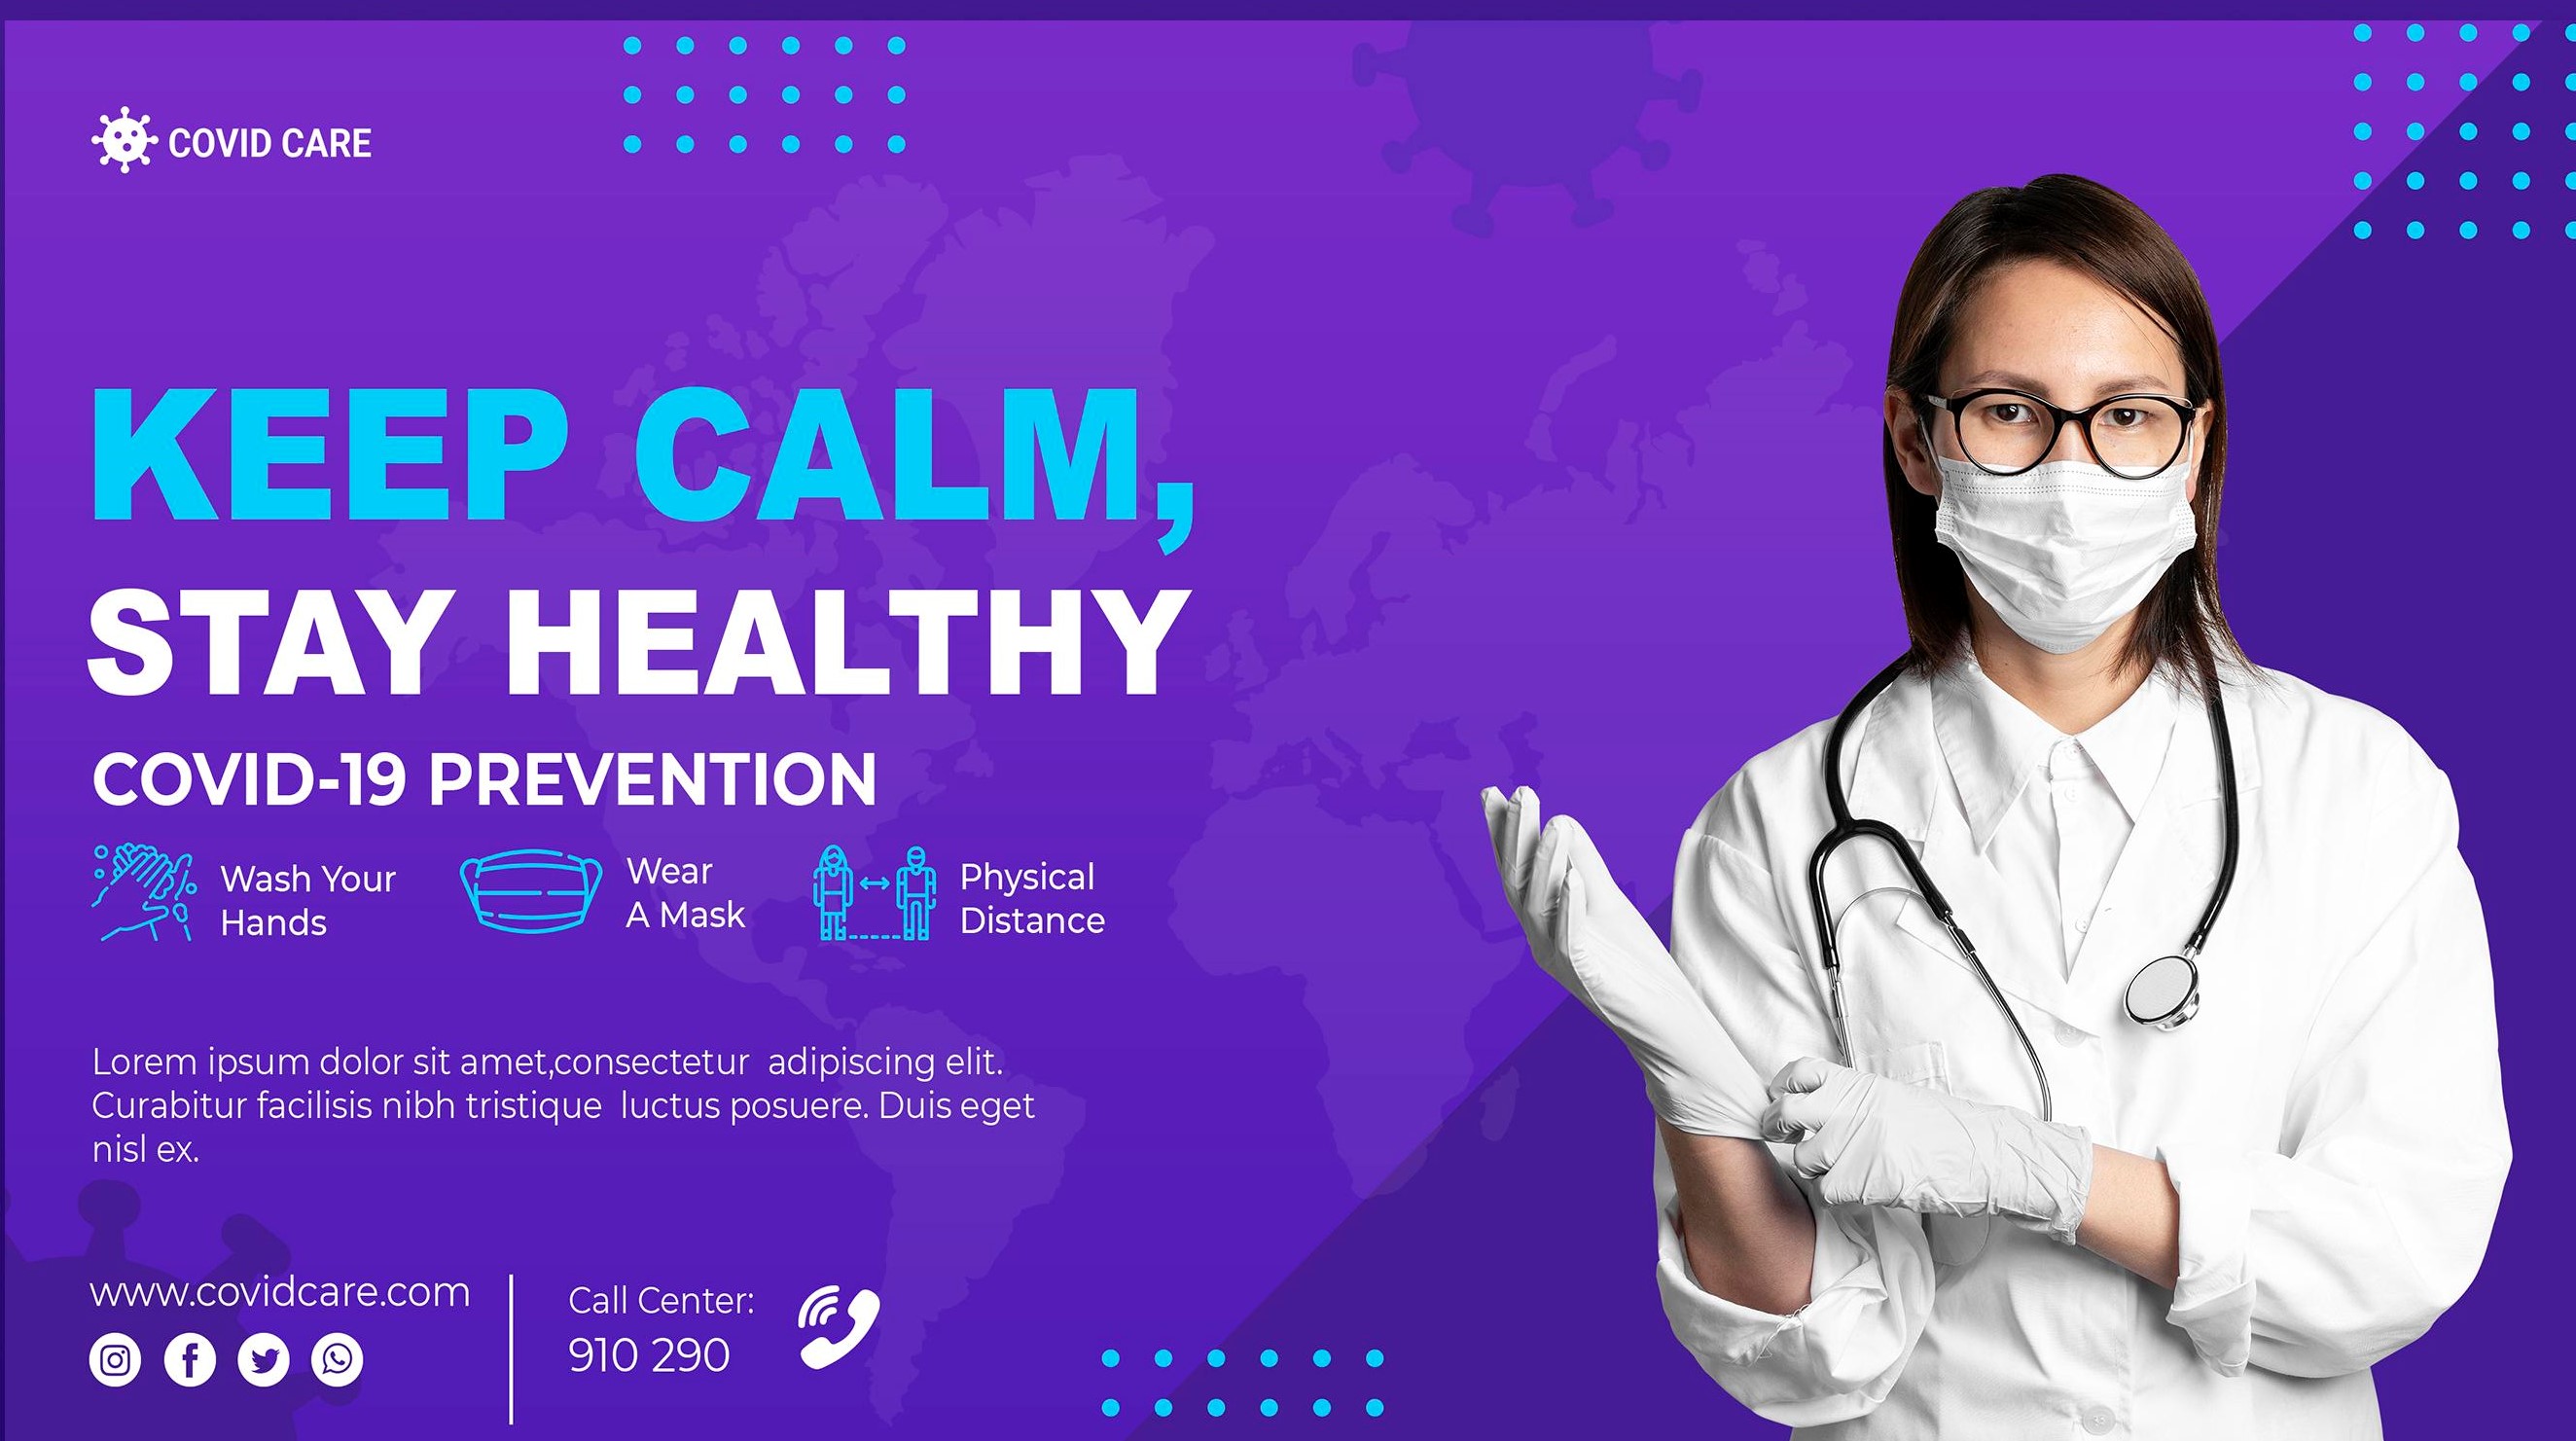 COVID CARE
KEEP CALM,
STAY HEALTHY
COVID-19 PREVENTION
Wash Your
Hands
Wear
A Mask
Physical
Distance
Lorem ipsum dolor sit amet,consectetur  adipiscing elit.
Curabitur facilisis nibh tristique  luctus posuere. Duis eget
nisl ex.
www.covidcare.com
Call Center:
910 290